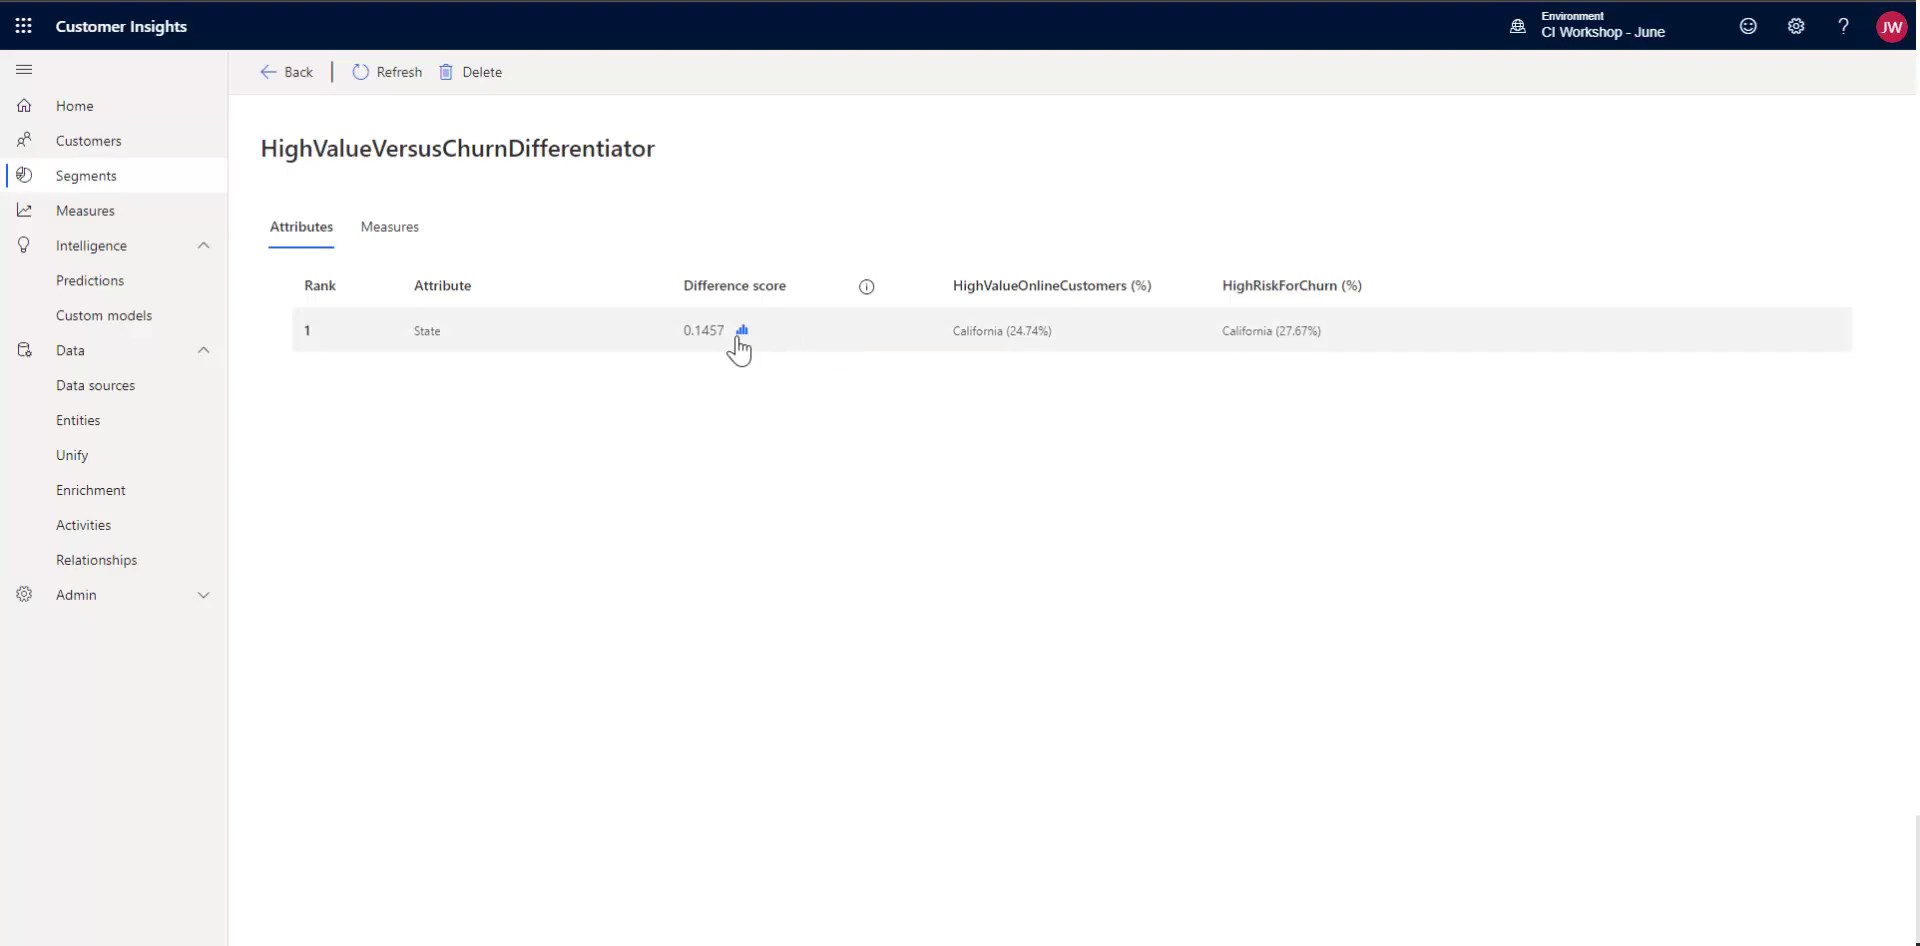 Customer Insights
Environment
CI Workshop - June
?
JW
Back
Refresh
Delete
Home
Customers
Segments
Measures
Intelligence
Predictions
Custom models
Data
Data sources
Entities
Unify
Enrichment
Activities
Relationships
Admin
HighValueVersusChurnDifferentiator
Attributes Measures
Rank Attribute Difference score HighValueOnlineCustomers (%) HighRiskForChurn (%)
1 State 0.1457 California (24.74%) California (27.67%)